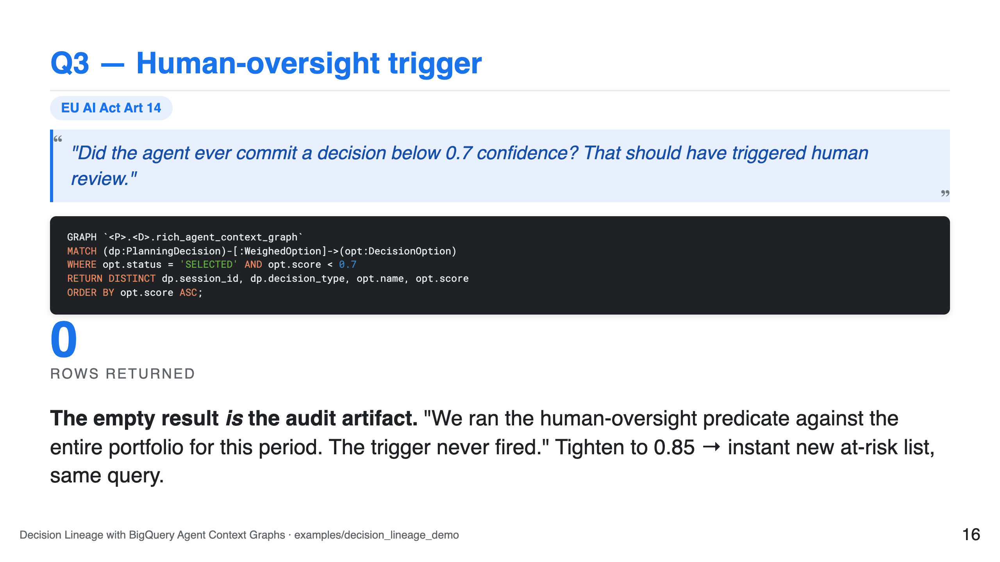 Q3 — Human-oversight trigger
EU AI Act Art 14
“
"Did the agent ever commit a decision below 0.7 confidence? That should have triggered human
review."
”
GRAPH `<P>.<D>.rich_agent_context_graph`
MATCH (dp:PlanningDecision)-[:WeighedOption]->(opt:DecisionOption)
WHERE opt.status = 'SELECTED' AND opt.score < 0.7
RETURN DISTINCT dp.session_id, dp.decision_type, opt.name, opt.score
ORDER BY opt.score ASC;
0
ROWS RETURNED
The empty result is the audit artifact. "We ran the human-oversight predicate against the
entire portfolio for this period. The trigger never fired." Tighten to 0.85 → instant new at-risk list,
same query.
Decision Lineage with BigQuery Agent Context Graphs · examples/decision_lineage_demo
16